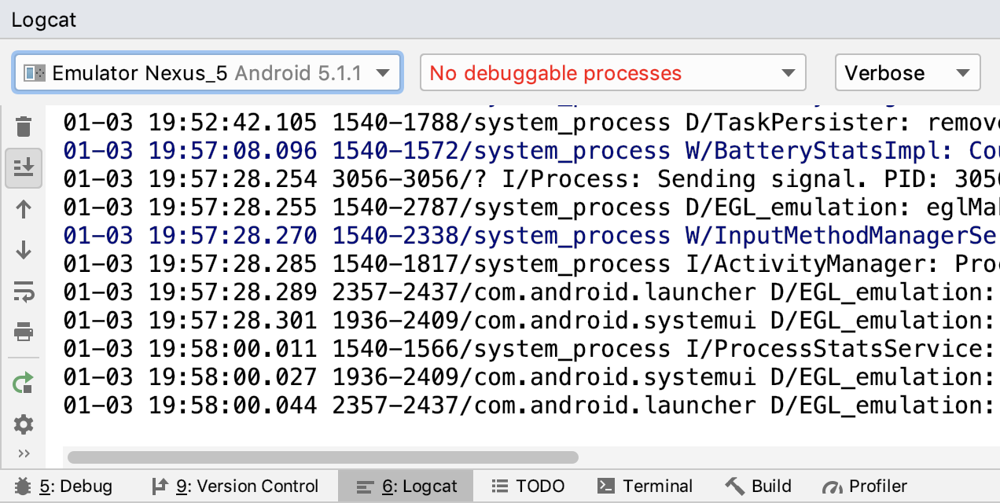 Logcat
Emulator Nexus_5 Android 5.1.1 No debuggable processes Verbose
01-03 19:52:42.105 1540-1788/system_process D/TaskPersister: remove
01-03 19:57:08.096 1540-1572/system_process W/BatteryStatsImpl: Cou
01-03 19:57:28.254 3056-3056/? I/Process: Sending signal. PID: 3056
01-03 19:57:28.255 1540-2787/system_process D/EGL_emulation: eglMak
01-03 19:57:28.270 1540-2338/system_process W/InputMethodManagerSe
01-03 19:57:28.285 1540-1817/system_process I/ActivityManager: Proc
01-03 19:57:28.289 2357-2437/com.android.launcher D/EGL_emulation:
01-03 19:57:28.301 1936-2409/com.android.systemui D/EGL_emulation:
01-03 19:58:00.011 1540-1566/system_process I/ProcessStatsService:
01-03 19:58:00.027 1936-2409/com.android.systemui D/EGL_emulation:
01-03 19:58:00.044 2357-2437/com.android.launcher D/EGL_emulation:
5: Debug 9: Version Control 6: Logcat TODO Terminal Build Profiler